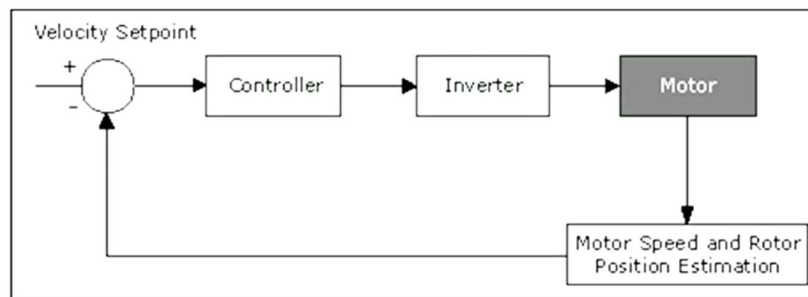 Velocity Setpoint
+
-
Controller
Inverter
Motor
Motor Speed and Rotor
Position Estimation